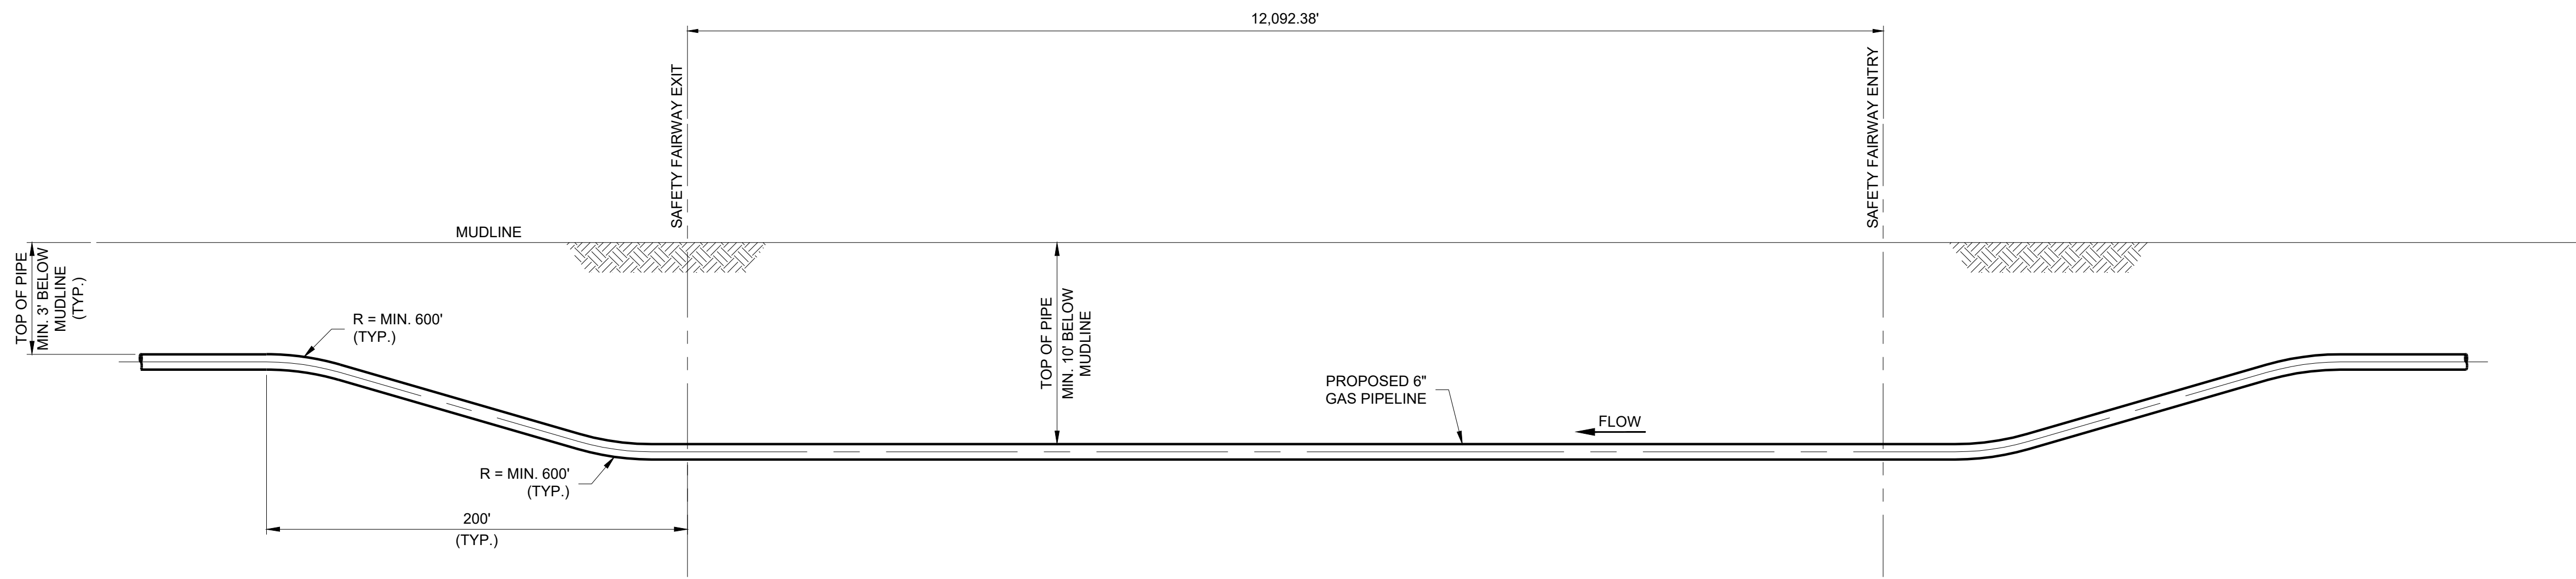 12,092.38'
SAFETY FAIRWAY EXIT
SAFETY FAIRWAY ENTRY
MUDLINE
TOP OF PIPE
MIN. 3' BELOW
MUDLINE
(TYP.)
R = MIN. 600'
(TYP.)
TOP OF PIPE
MIN. 10' BELOW
MUDLINE
PROPOSED 6"
GAS PIPELINE
FLOW
R = MIN. 600'
(TYP.)
200'
(TYP.)